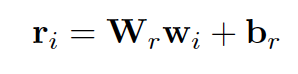 r_i = W_r w_i + b_r